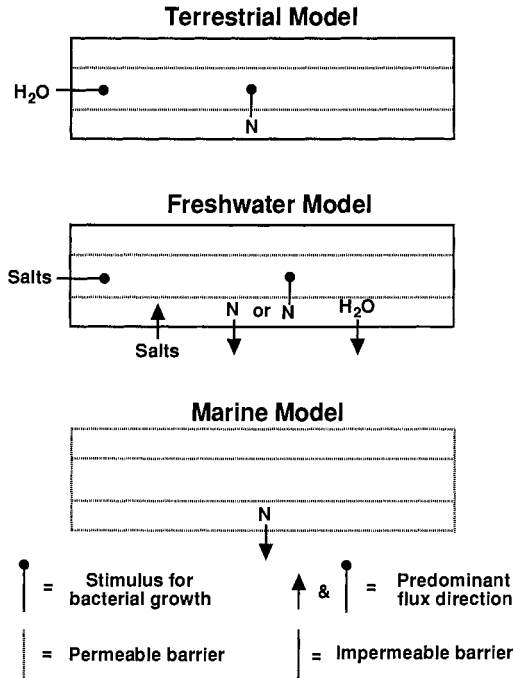 Terrestrial Model
H₂O
N
Freshwater Model
Salts
N or N H₂O
Salts
Marine Model
N
= Stimulus for bacterial growth
& = Predominant flux direction
= Permeable barrier
= Impermeable barrier